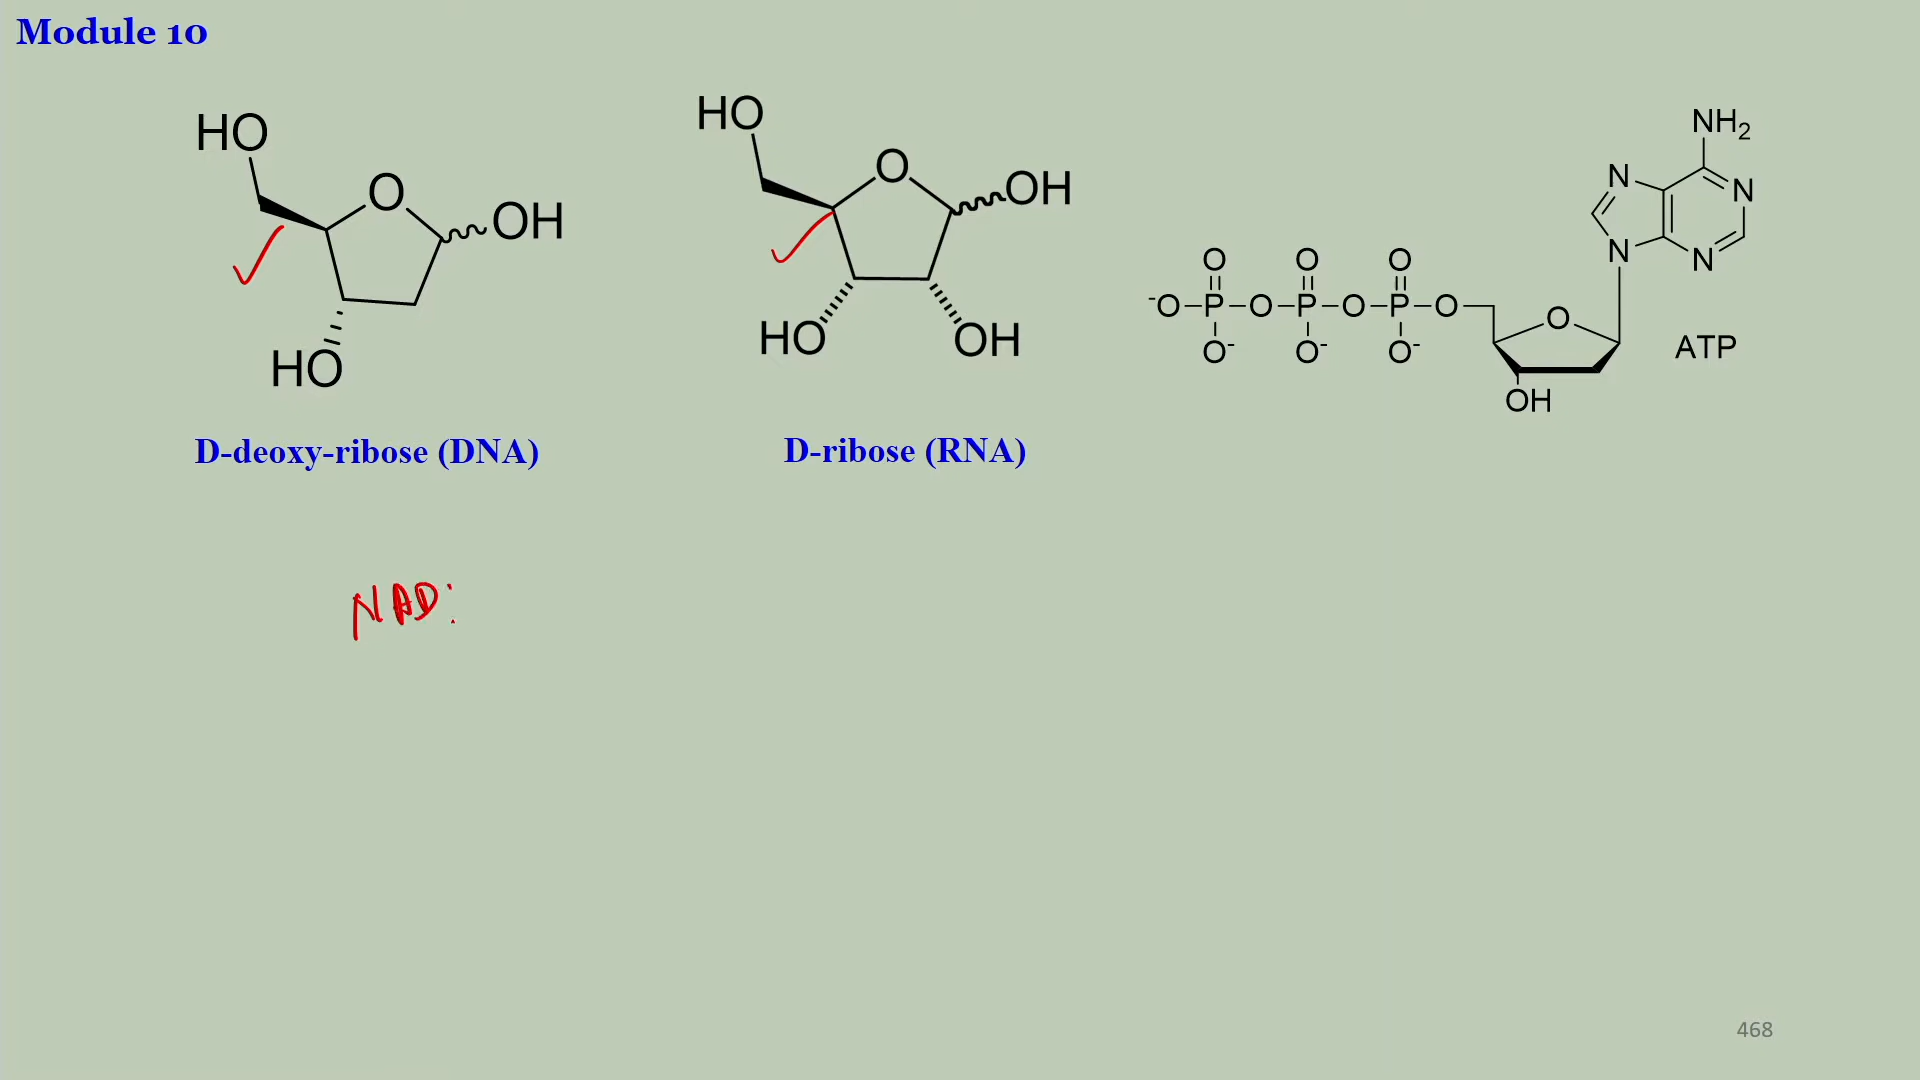 Module 10
HO
O
OH
HO
D-deoxy-ribose (DNA)
HO
O
OH
HO
OH
D-ribose (RNA)
NH2
N
N
N
N
O
O
O
-O-P-O-P-O-P-O
O-
O-
O-
O
OH
ATP
NAD:
468